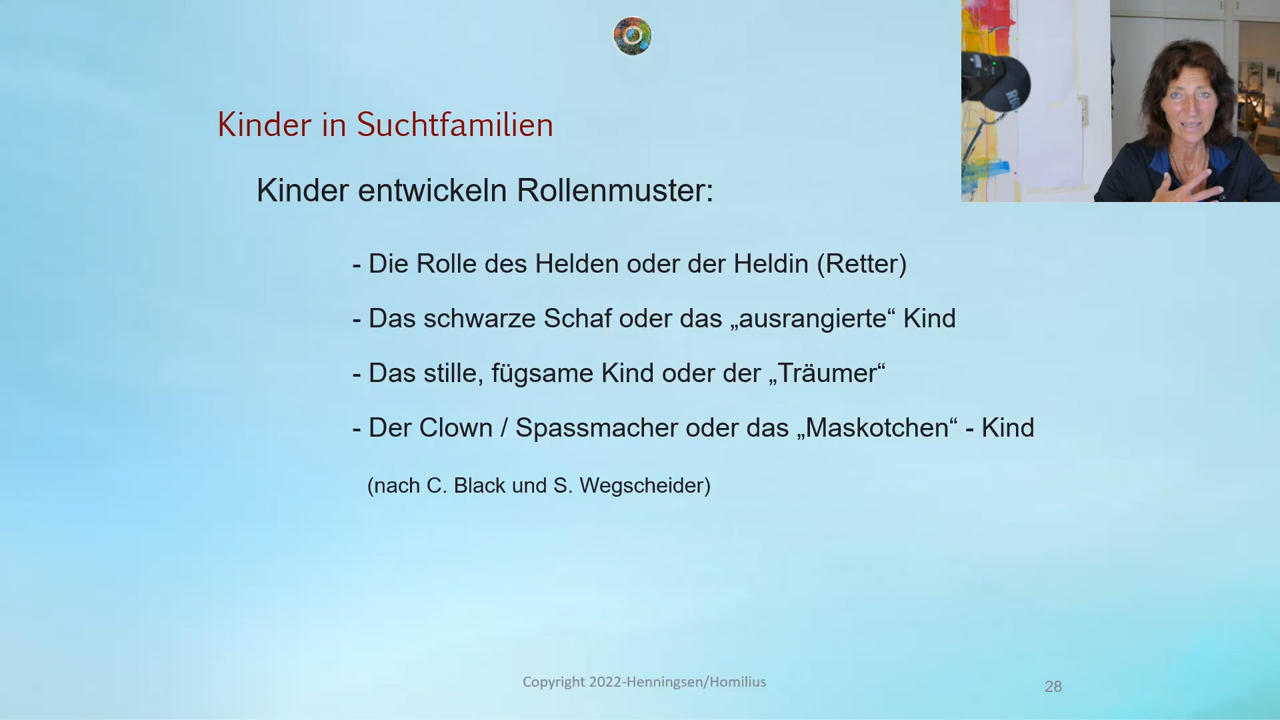 Kinder in Suchtfamilien
Kinder entwickeln Rollenmuster:
- Die Rolle des Helden oder der Heldin (Retter)
- Das schwarze Schaf oder das „ausrangierte“ Kind
- Das stille, fügsame Kind oder der „Träumer“
- Der Clown / Spassmacher oder das „Maskotchen“ - Kind
(nach C. Black und S. Wegscheider)
Copyright 2022-Henningsen/Homilius
28